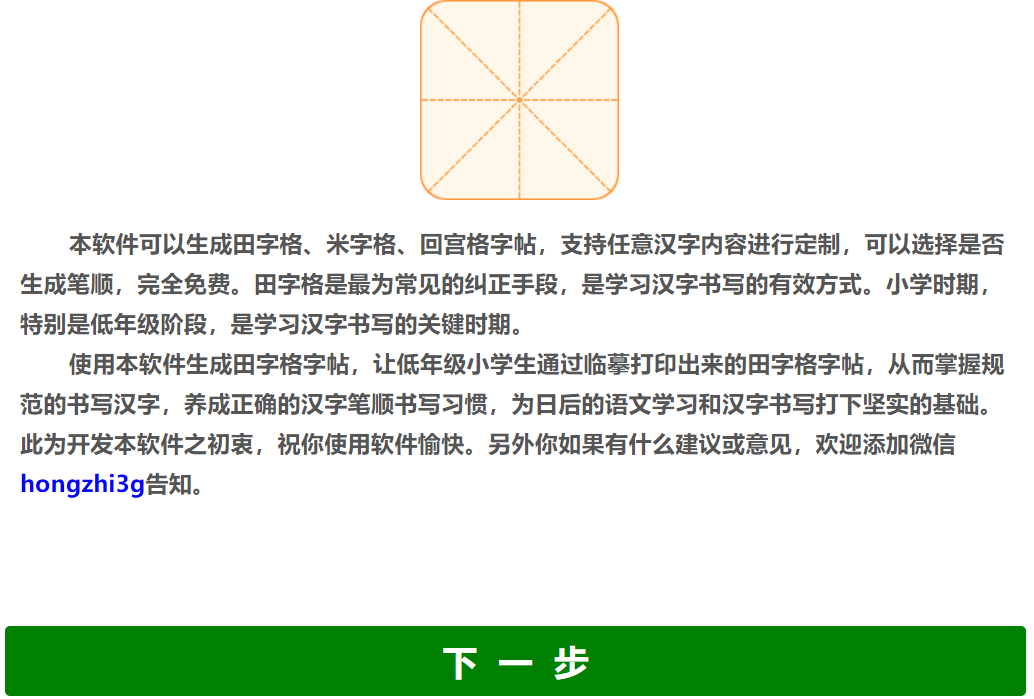 本软件可以生成田字格、米字格、回宫格字帖，支持任意汉字内容进行定制，可以选择是否
生成笔顺，完全免费。田字格是最为常见的纠正手段，是学习汉字书写的有效方式。小学时期，
特别是低年级阶段，是学习汉字书写的关键时期。
使用本软件生成田字格字帖，让低年级小学生通过临摹打印出来的田字格字帖，从而掌握规
范的书写汉字，养成正确的汉字笔顺书写习惯，为日后的语文学习和汉字书写打下坚实的基础。
此为开发本软件之初衷，祝你使用软件愉快。另外你如果有什么建议或意见，欢迎添加微信
hongzhi3g告知。
下一步